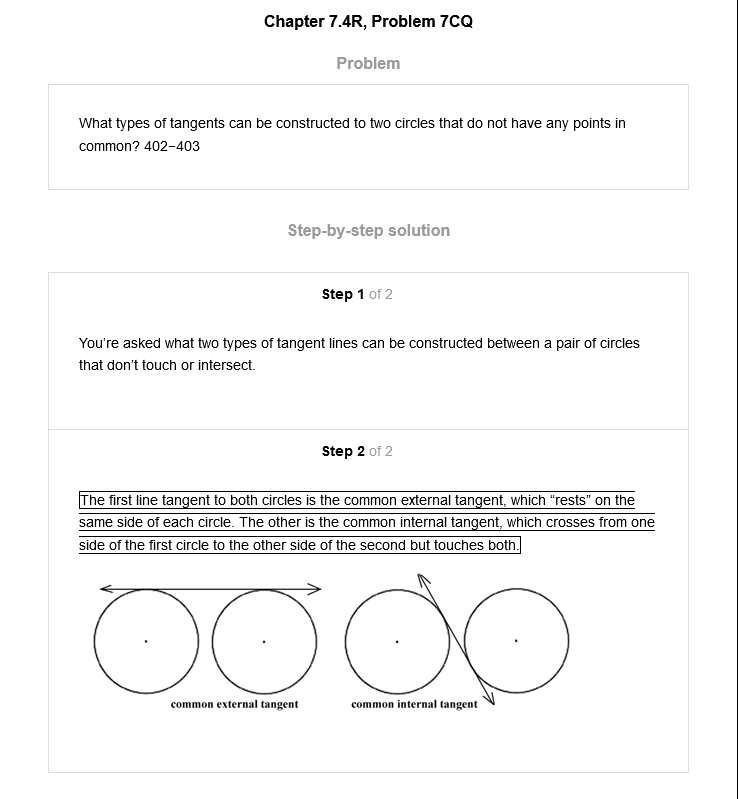 Chapter 7.4R, Problem 7CQ
Problem
What types of tangents can be constructed to two circles that do not have any points in
common? 402–403
Step-by-step solution
Step 1 of 2
You're asked what two types of tangent lines can be constructed between a pair of circles
that don't touch or intersect.
Step 2 of 2
The first line tangent to both circles is the common external tangent, which “rests” on the
same side of each circle. The other is the common internal tangent, which crosses from one
side of the first circle to the other side of the second but touches both.
common external tangent
common internal tangent